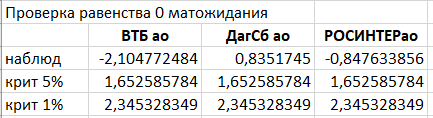 Проверка равенства 0 матожидания
ВТБ ао ДагСб ао РОСИНТЕРао
наблюд -2,104772484 0,8351745 -0,847633856
крит 5% 1,652585784 1,652585784 1,652585784
крит 1% 2,345328349 2,345328349 2,345328349